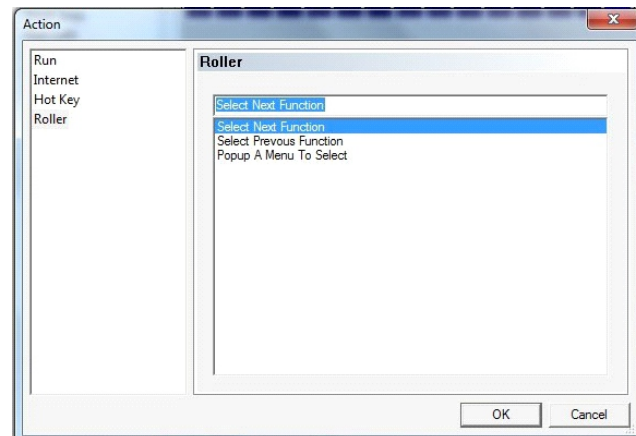 Action
Run
Internet
Hot Key
Roller
Roller
Select Next Function
Select Next Function
Select Prevous Function
Popup A Menu To Select
OK
Cancel